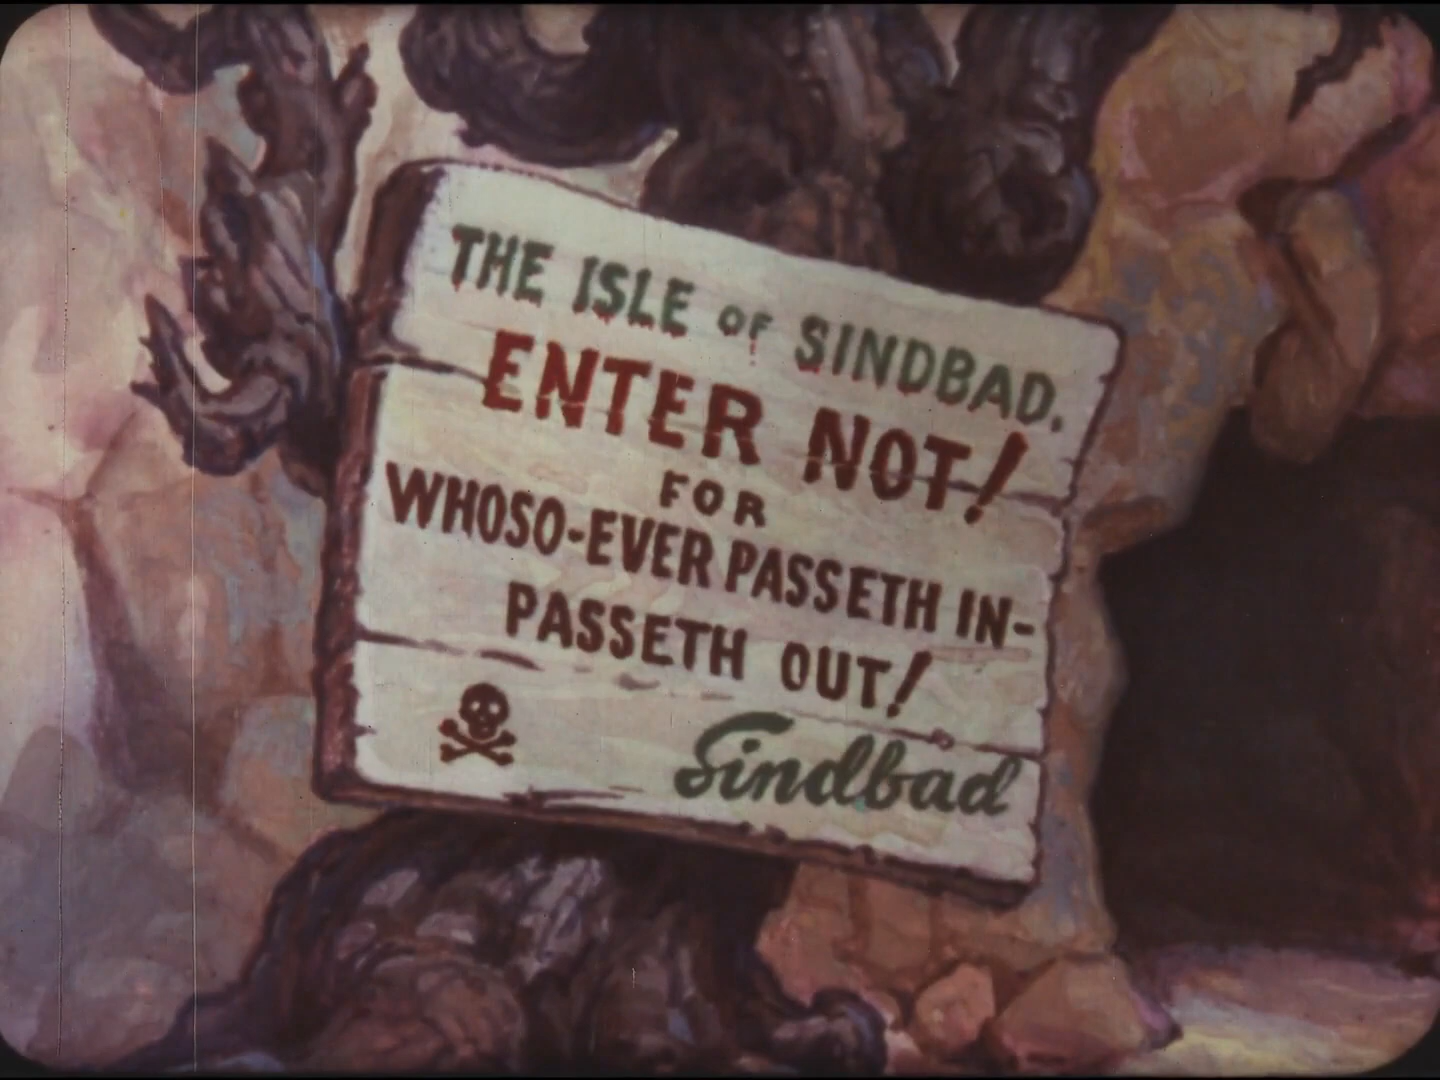 THE ISLE OF SINDBAD.
ENTER NOT!
FOR
WHOSO-EVER PASSETH IN-
PASSETH OUT!
Sindbad